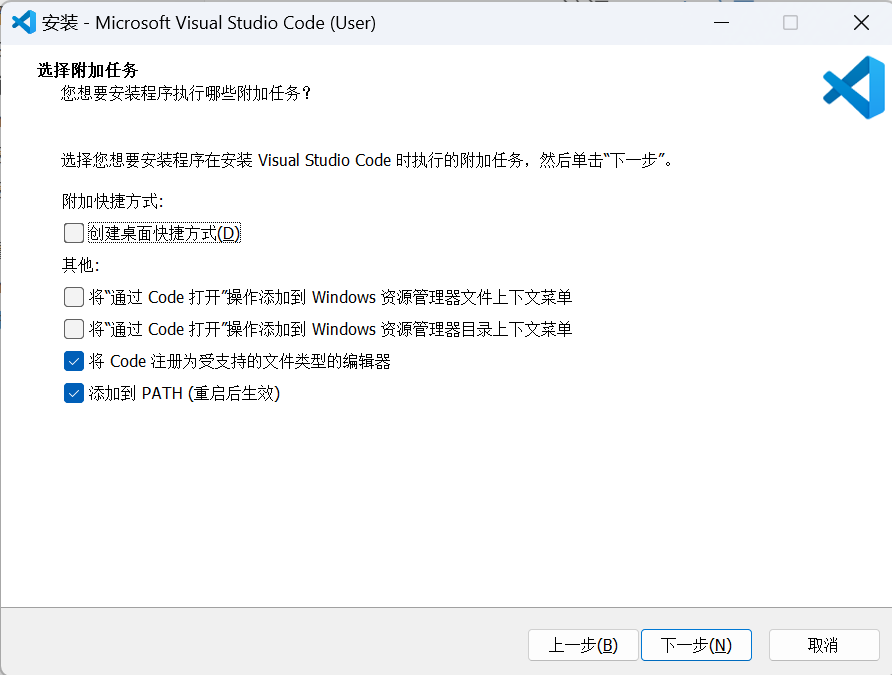 安装 - Microsoft Visual Studio Code (User)
选择附加任务
您想要安装程序执行哪些附加任务？
选择您想要安装程序在安装 Visual Studio Code 时执行的附加任务，然后单击“下一步”。
附加快捷方式:
创建桌面快捷方式(D)
其他:
将“通过 Code 打开”操作添加到 Windows 资源管理器文件上下文菜单
将“通过 Code 打开”操作添加到 Windows 资源管理器目录上下文菜单
将 Code 注册为受支持的文件类型的编辑器
添加到 PATH (重启后生效)
上一步(B) 下一步(N) 取消